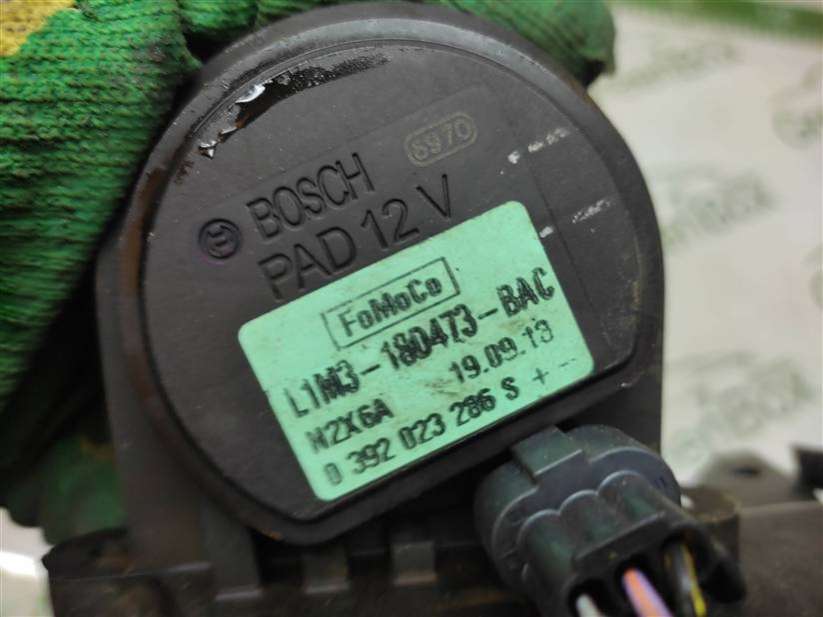 8970
BOSCH
PAD 12 V
FoMoCo
L1M3-18D473-BAC
N2X6A 19.09.13
0 392 023 286 S + -